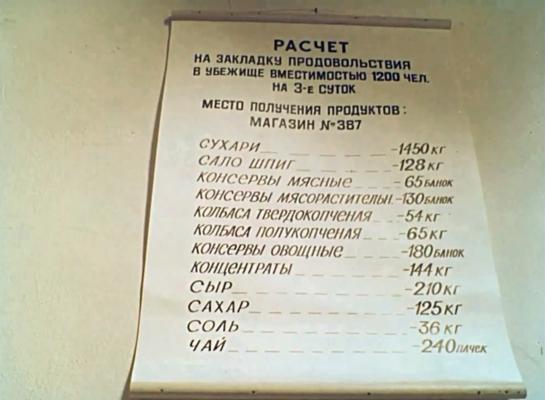 РАСЧЕТ
НА ЗАКЛАДКУ ПРОДОВОЛЬСТВИЯ
В УБЕЖИЩЕ ВМЕСТИМОСТЬЮ 1200 ЧЕЛ.
НА 3-Е СУТОК
МЕСТО ПОЛУЧЕНИЯ ПРОДУКТОВ:
МАГАЗИН №387
СУХАРИ -1450 КГ
САЛО ШПИГ -128 КГ
КОНСЕРВЫ МЯСНЫЕ - 65 БАНОК
КОНСЕРВЫ МЯСОРАСТИТЕЛЬН.-130 БАНОК
КОЛБАСА ТВЕРДОКОПЧЕНАЯ -54 КГ
КОЛБАСА ПОЛУКОПЧЕНАЯ -65 КГ
КОНСЕРВЫ ОВОЩНЫЕ -180 БАНОК
КОНЦЕНТРАТЫ -144 КГ
СЫР -210 КГ
САХАР -125 КГ
СОЛЬ -36 КГ
ЧАЙ -240 ПАЧЕК